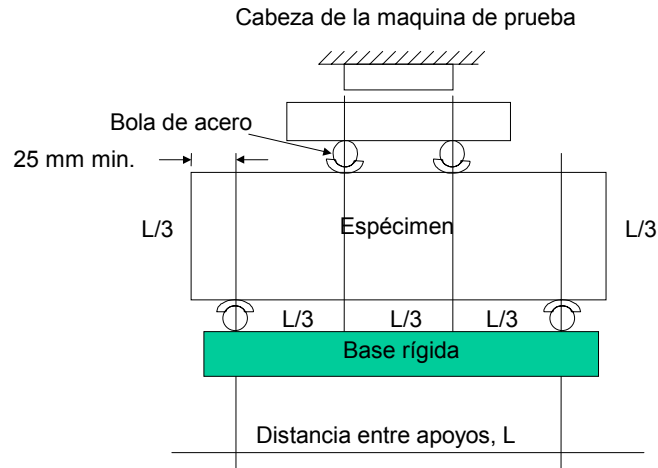 Cabeza de la maquina de prueba
Bola de acero
25 mm min.
L/3
Espécimen
L/3
L/3
L/3
L/3
Base rígida
Distancia entre apoyos, L